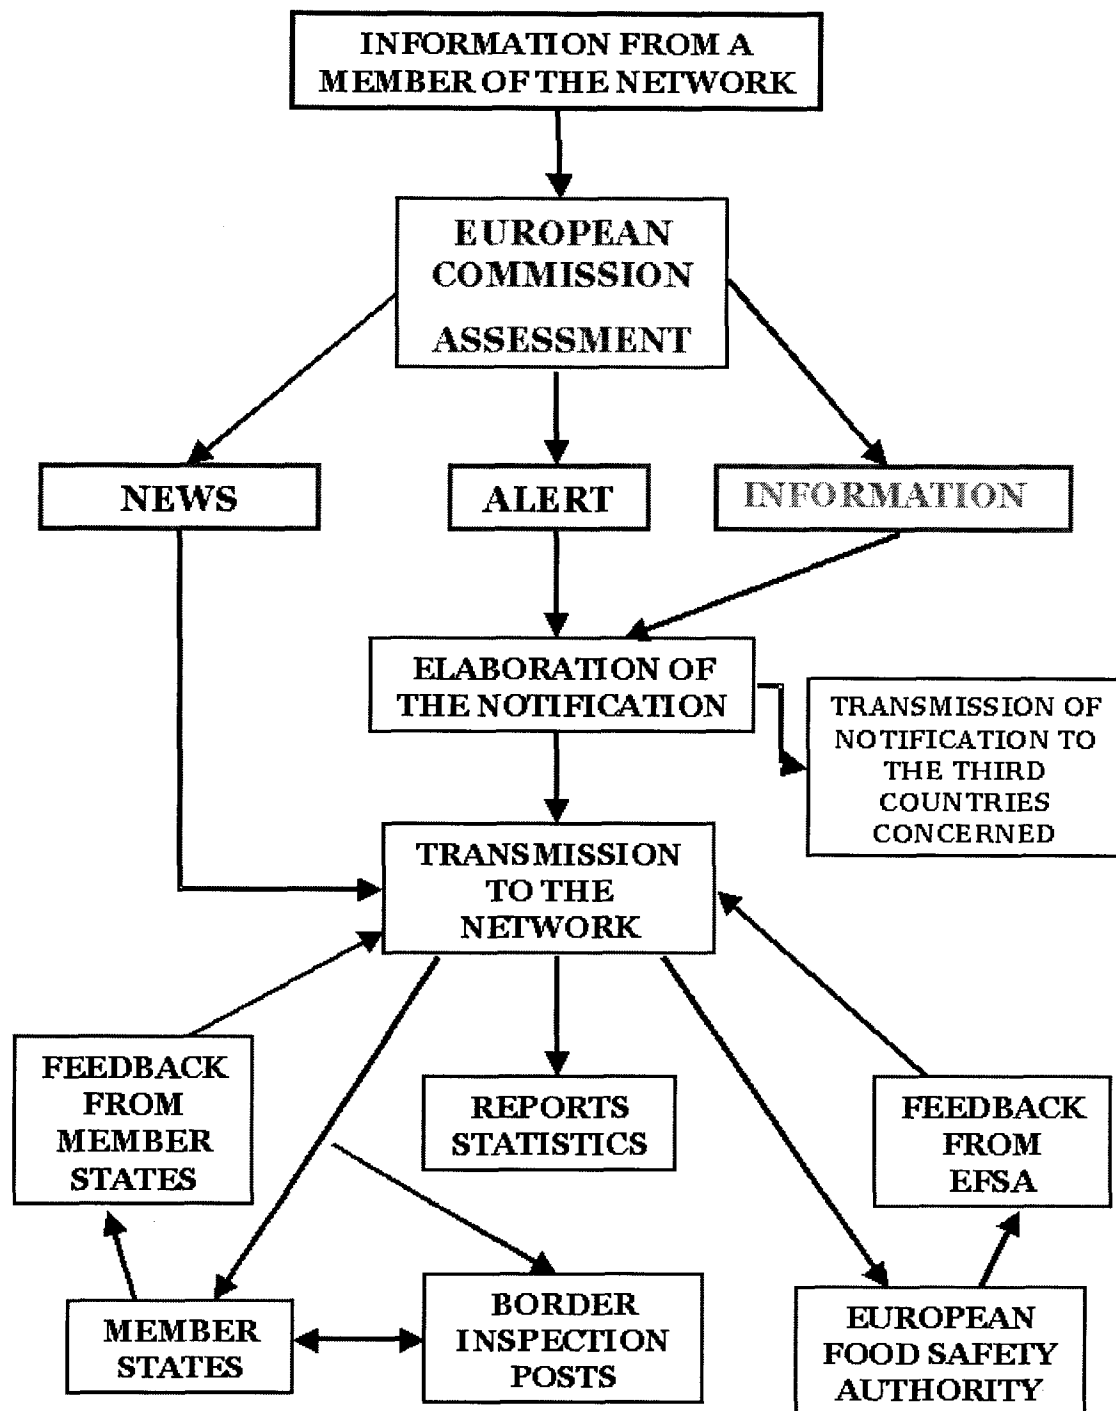 INFORMATION FROM A
MEMBER OF THE NETWORK
EUROPEAN
COMMISSION
ASSESSMENT
NEWS
ALERT
INFORMATION
ELABORATION OF
THE NOTIFICATION
TRANSMISSION OF
NOTIFICATION TO
THE THIRD
COUNTRIES
CONCERNED
TRANSMISSION
TO THE
NETWORK
FEEDBACK
FROM
MEMBER
STATES
REPORTS
STATISTICS
FEEDBACK
FROM
EFSA
MEMBER
STATES
BORDER
INSPECTION
POSTS
EUROPEAN
FOOD SAFETY
AUTHORITY